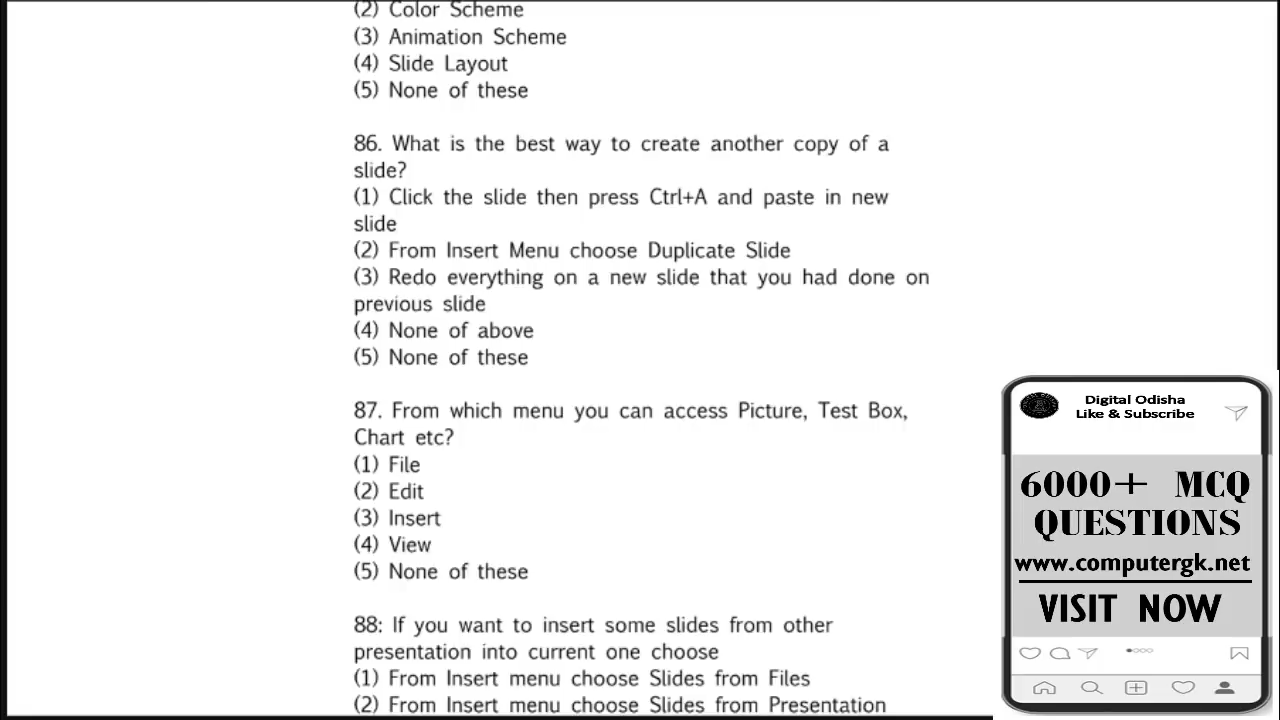 (2) Color Scheme
(3) Animation Scheme
(4) Slide Layout
(5) None of these
86. What is the best way to create another copy of a
slide?
(1) Click the slide then press Ctrl+A and paste in new
slide
(2) From Insert Menu choose Duplicate Slide
(3) Redo everything on a new slide that you had done on
previous slide
(4) None of above
(5) None of these
87. From which menu you can access Picture, Test Box,
Chart etc?
(1) File
(2) Edit
(3) Insert
(4) View
(5) None of these
88: If you want to insert some slides from other
presentation into current one choose
(1) From Insert menu choose Slides from Files
(2) From Insert menu choose Slides from Presentation
Digital Odisha
Like & Subscribe
6000+ MCQ
QUESTIONS
www.computergk.net
VISIT NOW